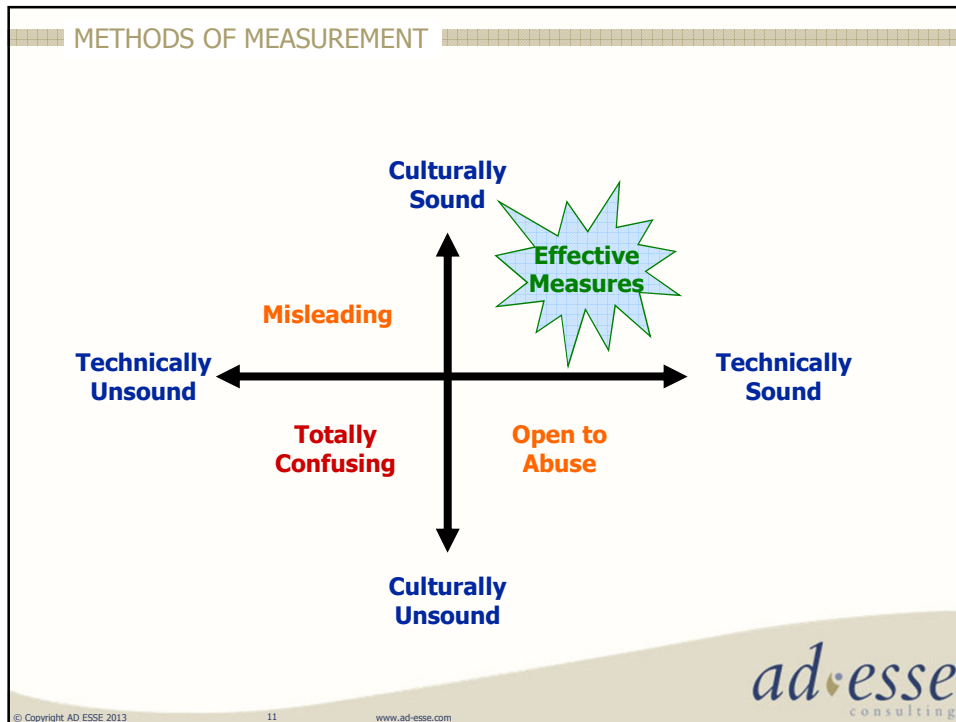 METHODS OF MEASUREMENT
Culturally
Sound
Effective
Measures
Misleading
Technically
Unsound
Technically
Sound
Totally
Confusing
Open to
Abuse
Culturally
Unsound
ad esse
consulting
© Copyright AD ESSE 2013
11
www.ad-esse.com